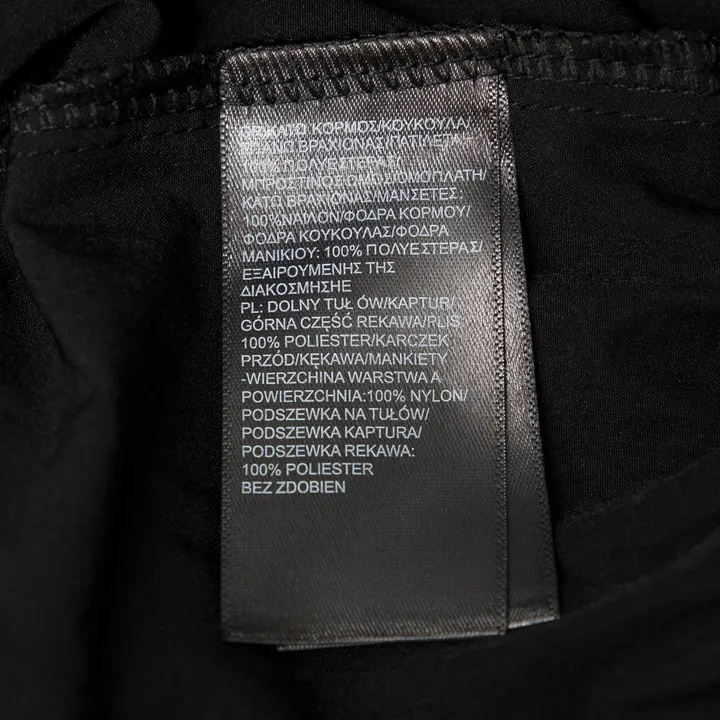 GR:ΚΑΤΩ ΚΟΡΜΟΣ/ΚΟΥΚΟΥΛΑ/
ΕΠΑΝΩ ΒΡΑΧΙΟΝΑΣ/ΠΑΤΙΛΕΤΑ-
100% ΠΟΛΥΕΣΤΕΡΑΣ/
ΜΠΡΟΣΤΙΝΟΣ ΩΜΟΣ/ΩΜΟΠΛΑΤΗ/
ΚΑΤΩ ΒΡΑΧΙΟΝΑΣ/ΜΑΝΣΕΤΕΣ:
100%ΝΑΙΛΟΝ/ΦΟΔΡΑ ΚΟΡΜΟΥ/
ΦΟΔΡΑ ΚΟΥΚΟΥΛΑΣ/ΦΟΔΡΑ
ΜΑΝΙΚΙΟΥ: 100% ΠΟΛΥΕΣΤΕΡΑΣ/
ΕΞΑΙΡΟΥΜΕΝΗΣ ΤΗΣ
ΔΙΑΚΟΣΜΗΣΗΣ
PL: DOLNY TUŁ ÓW/KAPTUR/
GÓRNA CZĘŚĆ REKAWA/PLIS
100% POLIESTER/KARCZEK
PRZÓD/KĘKAWA/MANKIETY
-WIERZCHINA WARSTWA A
POWIERZCHNIA:100% NYLON/
PODSZEWKA NA TUŁÓW/
PODSZEWKA KAPTURA/
PODSZEWKA REKAWA:
100% POLIESTER
BEZ ZDOBIEN